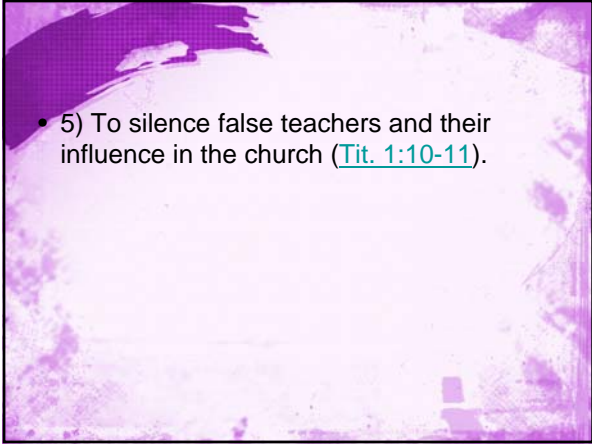 • 5) To silence false teachers and their
influence in the church (Tit. 1:10-11).